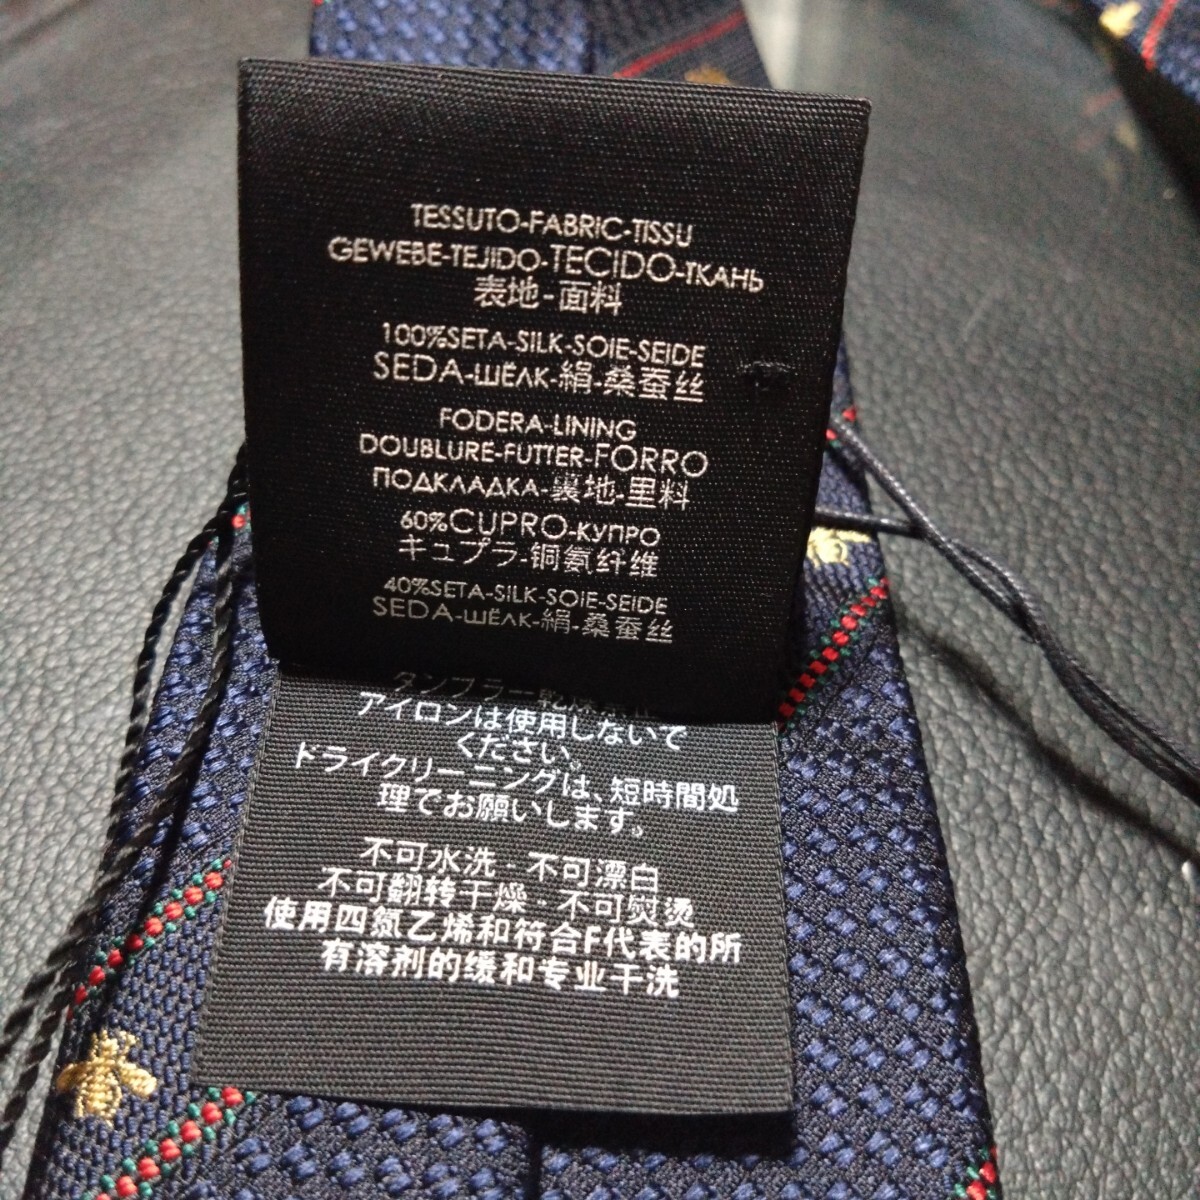 TESSUTO-FABRIC-TISSU
GEWEBE-TEJIDO-TECIDO-ТКАНЬ
表地-面料
100%SETA-SILK-SOIE-SEIDE
SEDA-ШЁЛК-絹-桑蚕丝
FODERA-LINING
DOUBLURE-FUTTER-FORRO
ПОДКЛАДКА-裏地-里料
60%CUPRO-КУПРО
キュプラ-铜氨纤维
40%SETA-SILK-SOIE-SEIDE
SEDA-ШЁЛК-絹-桑蚕丝
タンブラー乾燥
アイロンは使用しないで
ください。
ドライクリーニングは、短時間処
理でお願いします。
不可水洗 - 不可漂白
不可翻转干燥 - 不可熨烫
使用四氯乙烯和符合F代表的所
有溶剂的缓和专业干洗